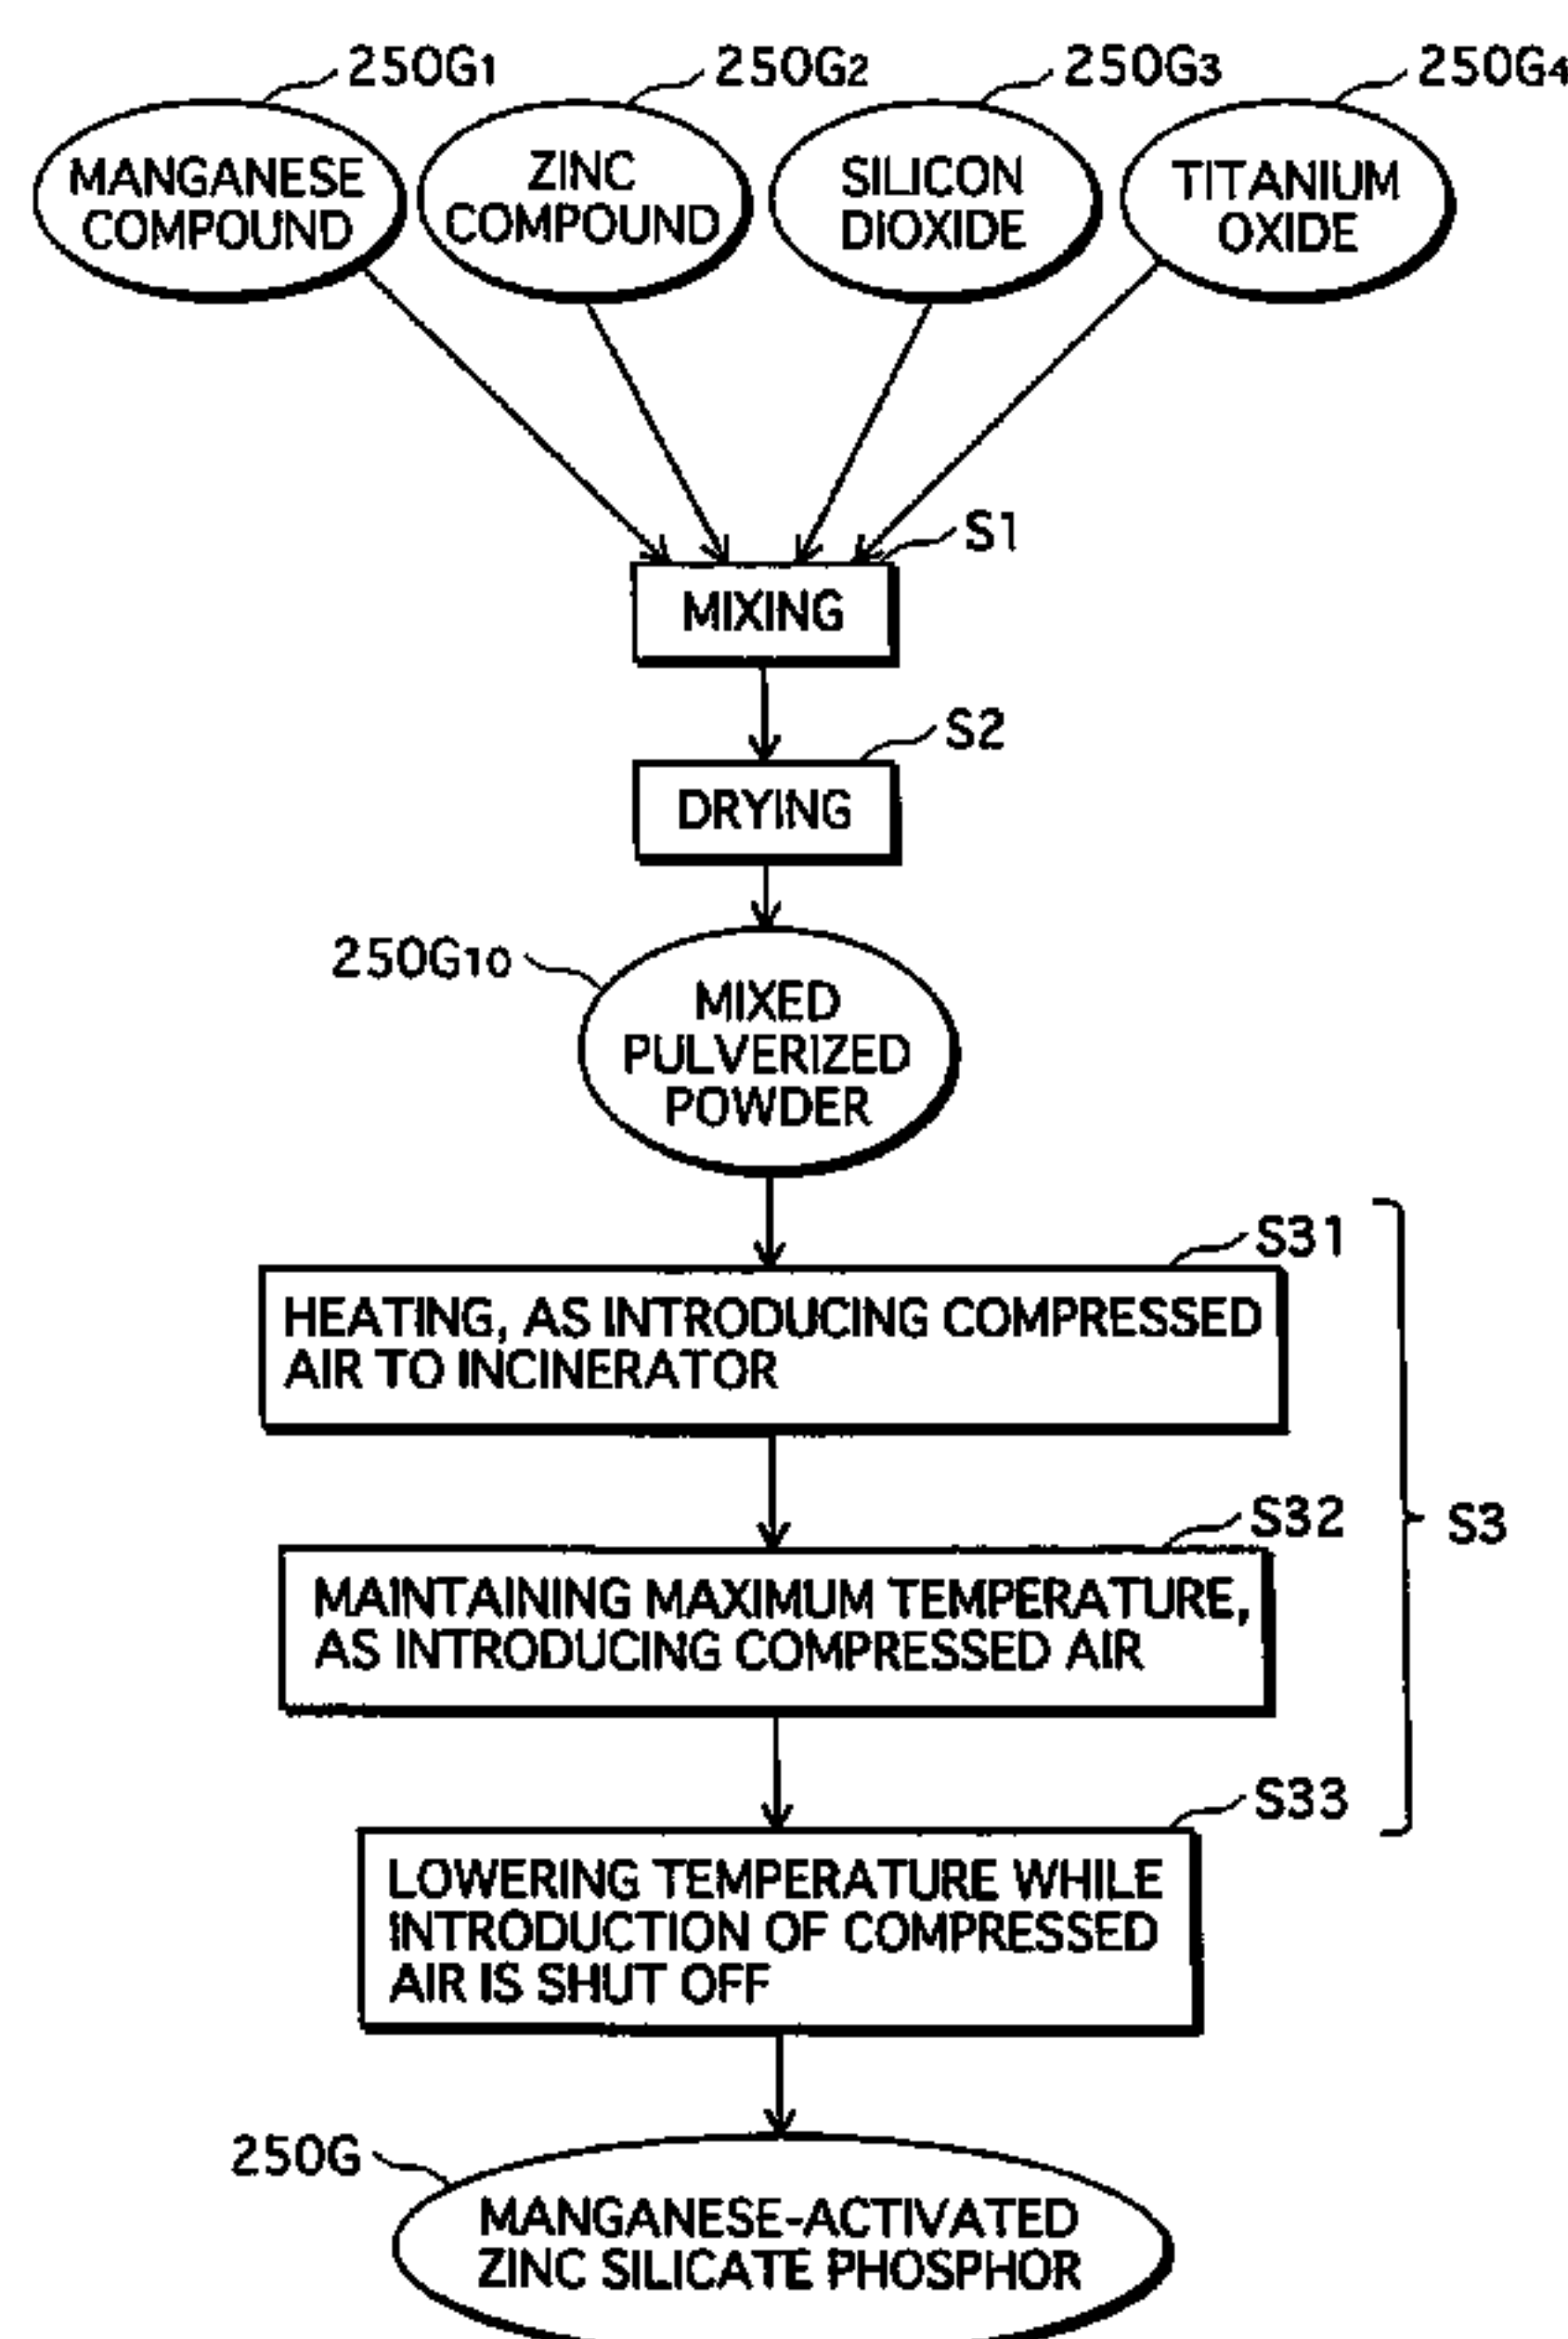 250G1
250G2
250G3
250G4
MANGANESE
COMPOUND
ZINC
COMPOUND
SILICON
DIOXIDE
TITANIUM
OXIDE
S1
MIXING
S2
DRYING
250G10
MIXED
PULVERIZED
POWDER
S31
HEATING, AS INTRODUCING COMPRESSED
AIR TO INCINERATOR
S32
S3
MAINTAINING MAXIMUM TEMPERATURE,
AS INTRODUCING COMPRESSED AIR
S33
LOWERING TEMPERATURE WHILE
INTRODUCTION OF COMPRESSED
AIR IS SHUT OFF
250G
MANGANESE-ACTIVATED
ZINC SILICATE PHOSPHOR